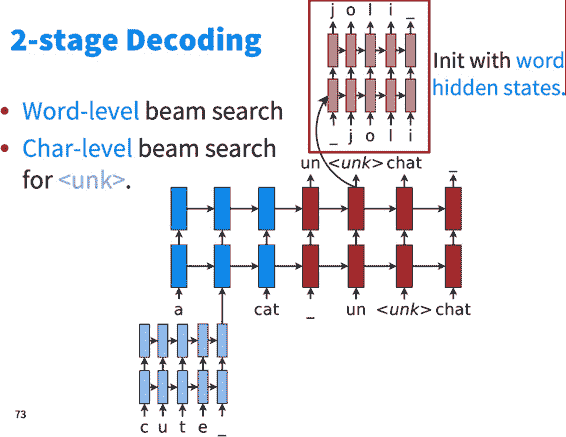 2-stage Decoding
• Word-level beam search
• Char-level beam search
for <unk>.
j o l i _
Init with word
hidden states.
_ j o l i
un <unk> chat _
a cat _ un <unk> chat
c u t e _
73